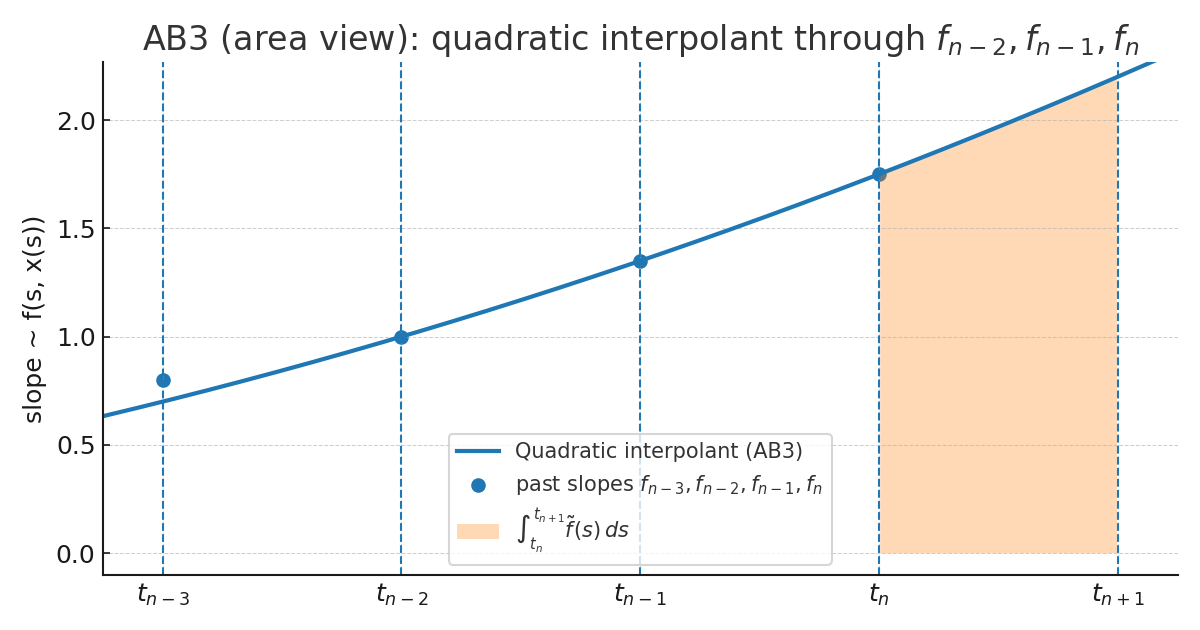 AB3 (area view): quadratic interpolant through $f_{n-2}, f_{n-1}, f_n$
slope ~ f(s, x(s))
2.0
1.5
1.0
0.5
0.0
Quadratic interpolant (AB3)
past slopes $f_{n-3}, f_{n-2}, f_{n-1}, f_n$
$\int_{t_n}^{t_{n+1}} \tilde{f}(s)\,ds$
$t_{n-3}$
$t_{n-2}$
$t_{n-1}$
$t_n$
$t_{n+1}$